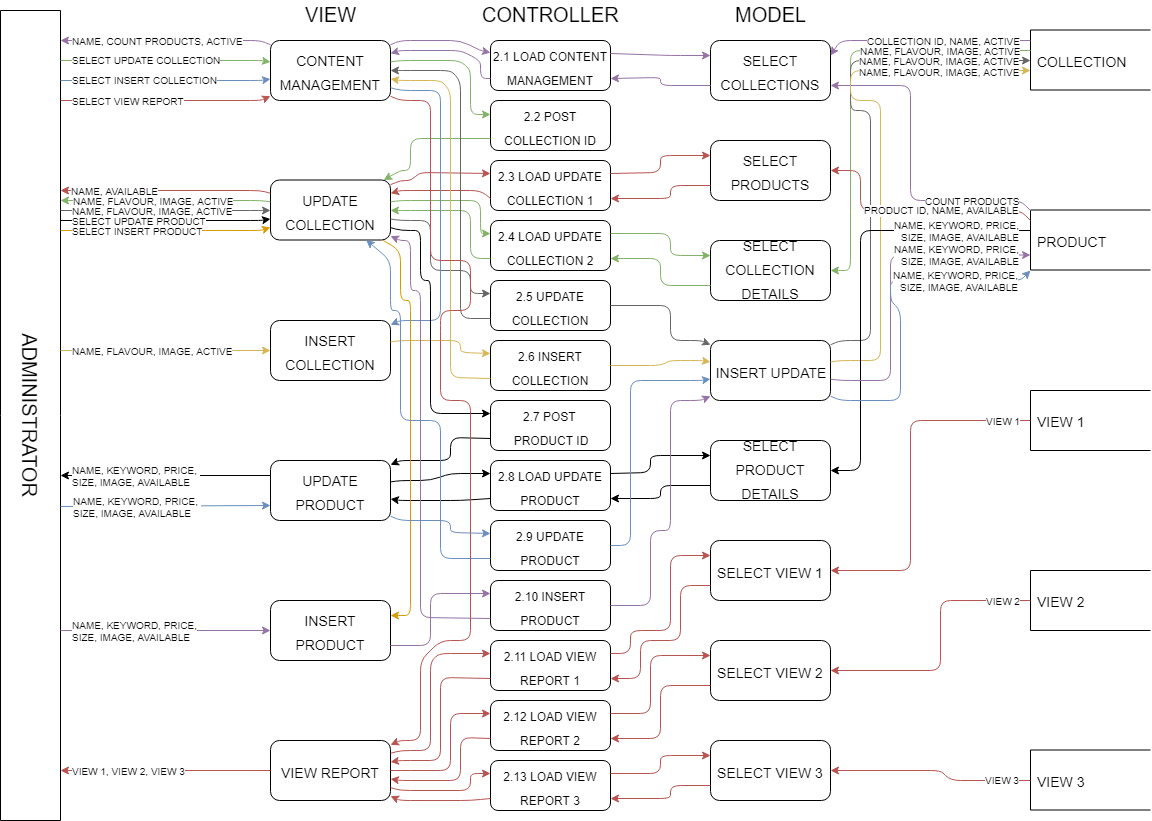 VIEW
CONTROLLER
MODEL
ADMINISTRATOR
NAME, COUNT PRODUCTS, ACTIVE
SELECT UPDATE COLLECTION
SELECT INSERT COLLECTION
SELECT VIEW REPORT
NAME, AVAILABLE
NAME, FLAVOUR, IMAGE, ACTIVE
NAME, FLAVOUR, IMAGE, ACTIVE
SELECT UPDATE PRODUCT
SELECT INSERT PRODUCT
NAME, FLAVOUR, IMAGE, ACTIVE
NAME, KEYWORD, PRICE,
SIZE, IMAGE, AVAILABLE
NAME, KEYWORD, PRICE,
SIZE, IMAGE, AVAILABLE
NAME, KEYWORD, PRICE,
SIZE, IMAGE, AVAILABLE
VIEW 1, VIEW 2, VIEW 3
CONTENT
MANAGEMENT
UPDATE
COLLECTION
INSERT
COLLECTION
UPDATE
PRODUCT
INSERT
PRODUCT
VIEW REPORT
2.1 LOAD CONTENT
MANAGEMENT
2.2 POST
COLLECTION ID
2.3 LOAD UPDATE
COLLECTION 1
2.4 LOAD UPDATE
COLLECTION 2
2.5 UPDATE
COLLECTION
2.6 INSERT
COLLECTION
2.7 POST
PRODUCT ID
2.8 LOAD UPDATE
PRODUCT
2.9 UPDATE
PRODUCT
2.10 INSERT
PRODUCT
2.11 LOAD VIEW
REPORT 1
2.12 LOAD VIEW
REPORT 2
2.13 LOAD VIEW
REPORT 3
SELECT
COLLECTIONS
SELECT
PRODUCTS
SELECT
COLLECTION
DETAILS
INSERT UPDATE
SELECT
PRODUCT
DETAILS
SELECT VIEW 1
SELECT VIEW 2
SELECT VIEW 3
COLLECTION ID, NAME, ACTIVE
NAME, FLAVOUR, IMAGE, ACTIVE
NAME, FLAVOUR, IMAGE, ACTIVE
NAME, FLAVOUR, IMAGE, ACTIVE
COUNT PRODUCTS
PRODUCT ID, NAME, AVAILABLE
NAME, KEYWORD, PRICE,
SIZE, IMAGE, AVAILABLE
NAME, KEYWORD, PRICE,
SIZE, IMAGE, AVAILABLE
NAME, KEYWORD, PRICE,
SIZE, IMAGE, AVAILABLE
VIEW 1
VIEW 2
VIEW 3
COLLECTION
PRODUCT
VIEW 1
VIEW 2
VIEW 3